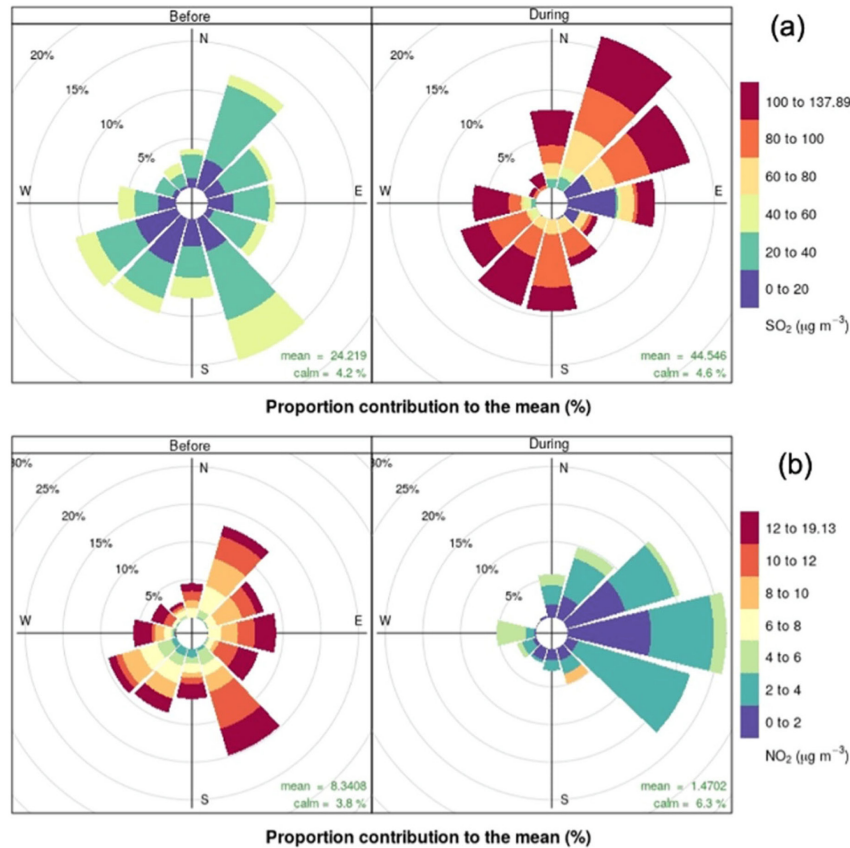 Before
During
(a)
N
20%
15%
10%
5%
W
E
S
mean = 24.219
calm = 4.2 %
N
20%
15%
10%
5%
W
E
S
mean = 44.546
calm = 4.6 %
100 to 137.89
80 to 100
60 to 80
40 to 60
20 to 40
0 to 20
SO₂ (μg m⁻³)
Proportion contribution to the mean (%)
Before
During
(b)
30%
N
25%
20%
15%
10%
5%
W
E
S
mean = 8.3408
calm = 3.8 %
30%
N
25%
20%
15%
10%
5%
W
E
S
mean = 1.4702
calm = 6.3 %
12 to 19.13
10 to 12
8 to 10
6 to 8
4 to 6
2 to 4
0 to 2
NO₂ (μg m⁻³)
Proportion contribution to the mean (%)